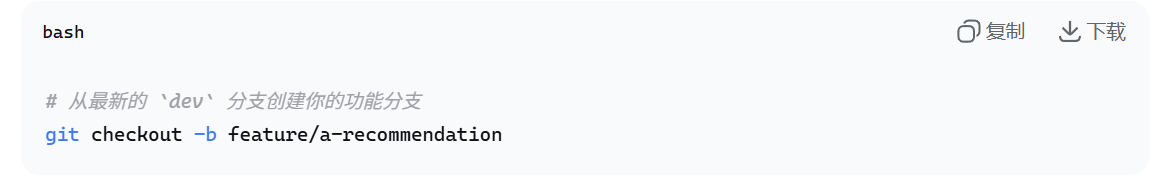 bash
复制
下载
# 从最新的 `dev` 分支创建你的功能分支
git checkout -b feature/a-recommendation